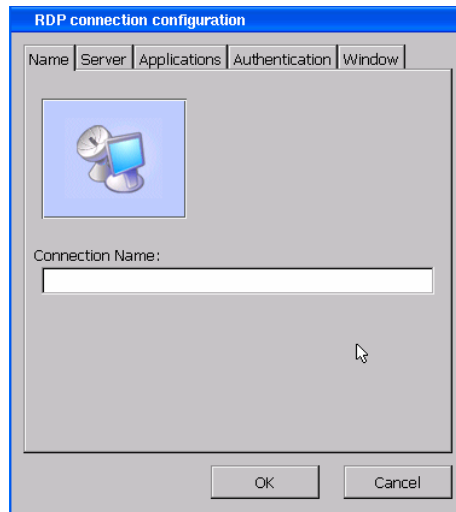 RDP connection configuration
Name Server Applications Authentication Window
Connection Name:
OK Cancel